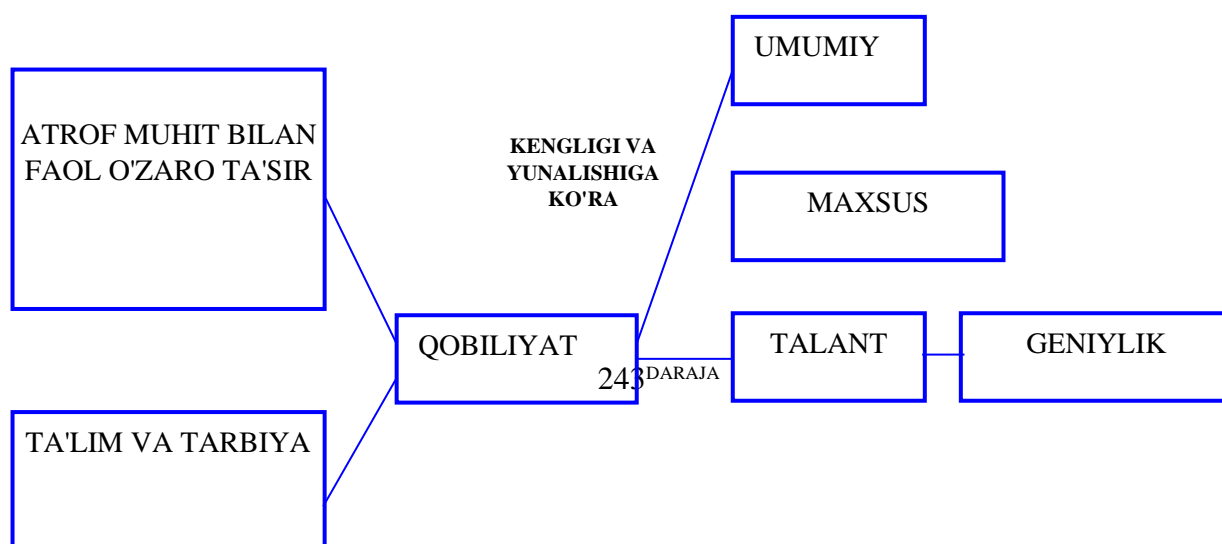 UMUMIY
ATROF MUHIT BILAN
FAOL O'ZARO TA'SIR
KENGLIGI VA
YUNALISHIGA
KO'RA
MAXSUS
QOBILIYAT
TALANT
GENIYLIK
243
DARAJA
TA'LIM VA TARBIYA